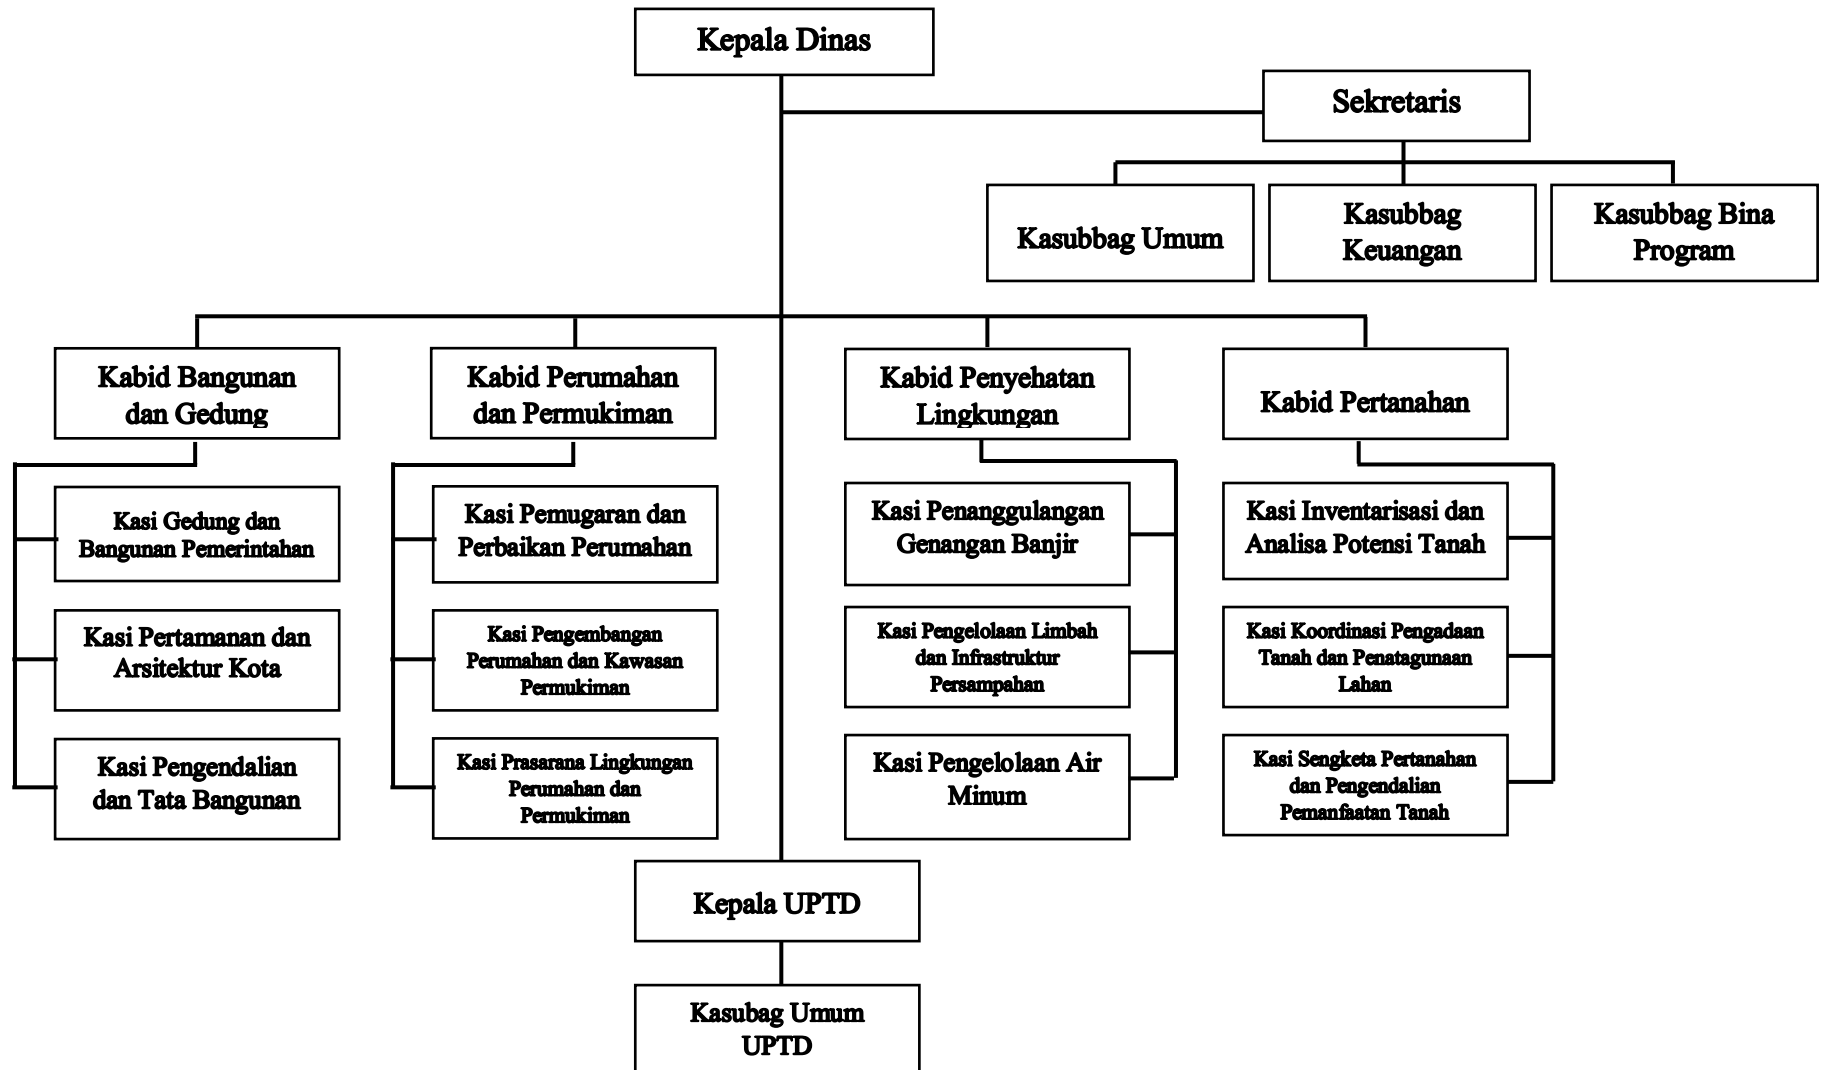 Kepala Dinas
Sekretaris
Kasubbag Umum
Kasubbag
Keuangan
Kasubbag Bina
Program
Kabid Bangunan
dan Gedung
Kabid Perumahan
dan Permukiman
Kabid Penyehatan
Lingkungan
Kabid Pertanahan
Kasi Gedung dan
Bangunan Pemerintahan
Kasi Pemugaran dan
Perbaikan Perumahan
Kasi Penanggulangan
Genangan Banjir
Kasi Inventarisasi dan
Analisa Potensi Tanah
Kasi Pertamanan dan
Arsitektur Kota
Kasi Pengembangan
Perumahan dan Kawasan
Permukiman
Kasi Pengelolaan Limbah
dan Infrastruktur
Persampahan
Kasi Koordinasi Pengadaan
Tanah dan Penatagunaan
Lahan
Kasi Pengendalian
dan Tata Bangunan
Kasi Prasarana Lingkungan
Perumahan dan
Permukiman
Kasi Pengelolaan Air
Minum
Kasi Sengketa Pertanahan
dan Pengendalian
Pemanfaatan Tanah
Kepala UPTD
Kasubag Umum
UPTD